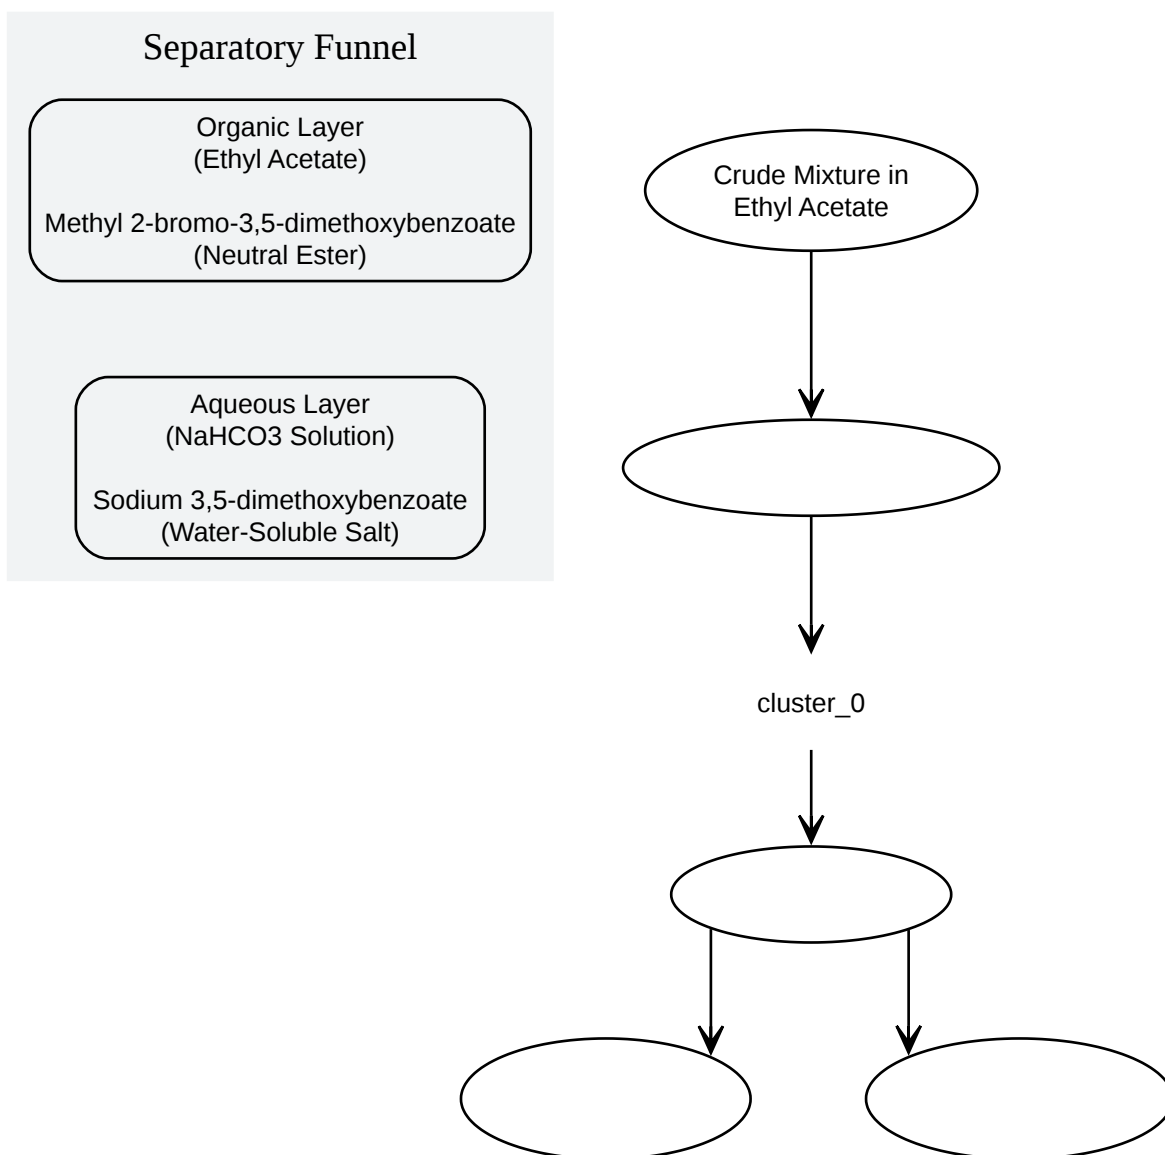 Separatory Funnel
Organic Layer
(Ethyl Acetate)
Methyl 2-bromo-3,5-dimethoxybenzoate
(Neutral Ester)
Aqueous Layer
(NaHCO3 Solution)
Sodium 3,5-dimethoxybenzoate
(Water-Soluble Salt)
Crude Mixture in
Ethyl Acetate
cluster_0